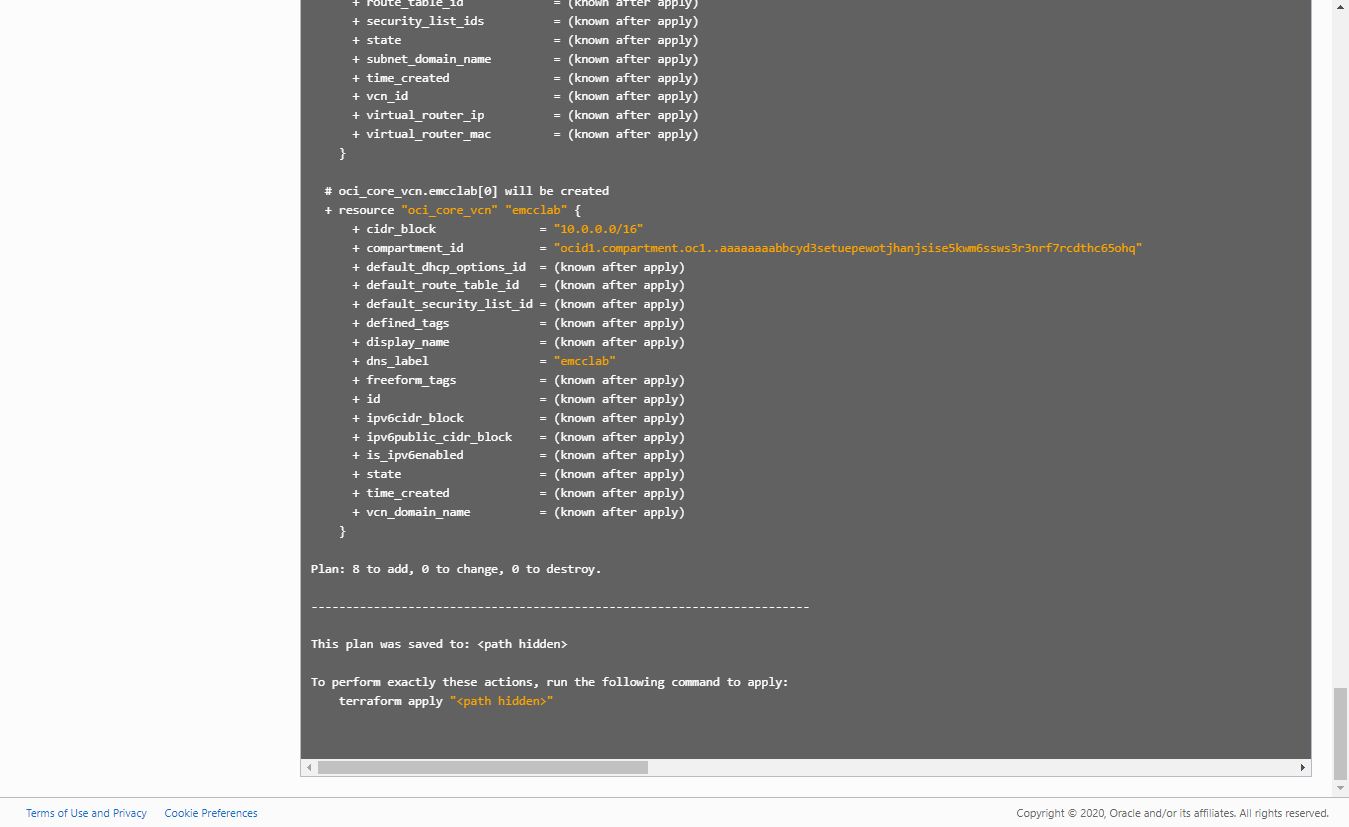 + route_table_id = (known after apply)
+ security_list_ids = (known after apply)
+ state = (known after apply)
+ subnet_domain_name = (known after apply)
+ time_created = (known after apply)
+ vcn_id = (known after apply)
+ virtual_router_ip = (known after apply)
+ virtual_router_mac = (known after apply)
}
# oci_core_vcn.emcclab[0] will be created
+ resource "oci_core_vcn" "emcclab" {
+ cidr_block = "10.0.0.0/16"
+ compartment_id = "ocid1.compartment.oc1..aaaaaaaabbcyd3setuepewotjhanjsise5kwm6ssws3r3nrf7rcdthc65ohq"
+ default_dhcp_options_id = (known after apply)
+ default_route_table_id = (known after apply)
+ default_security_list_id = (known after apply)
+ defined_tags = (known after apply)
+ display_name = (known after apply)
+ dns_label = "emcclab"
+ freeform_tags = (known after apply)
+ id = (known after apply)
+ ipv6cidr_block = (known after apply)
+ ipv6public_cidr_block = (known after apply)
+ is_ipv6enabled = (known after apply)
+ state = (known after apply)
+ time_created = (known after apply)
+ vcn_domain_name = (known after apply)
}
Plan: 8 to add, 0 to change, 0 to destroy.
------------------------------------------------------------------------
This plan was saved to: <path hidden>
To perform exactly these actions, run the following command to apply:
terraform apply "<path hidden>"
Terms of Use and Privacy Cookie Preferences Copyright © 2020, Oracle and/or its affiliates. All rights reserved.